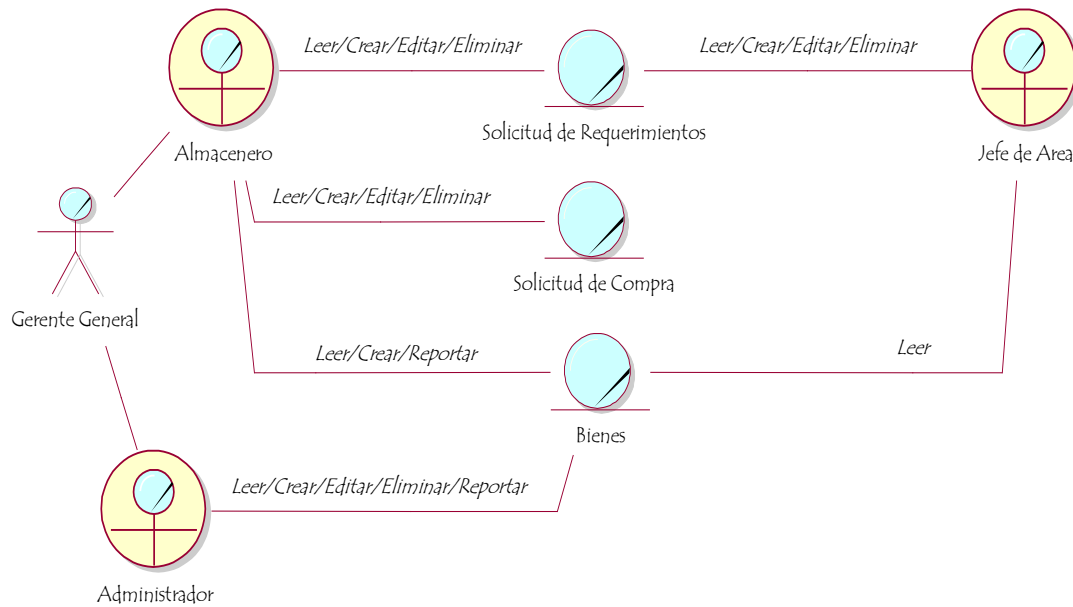 Leer/Crear/Editar/Eliminar
Leer/Crear/Editar/Eliminar
Solicitud de Requerimientos
Almacenero
Jefe de Area
Leer/Crear/Editar/Eliminar
Solicitud de Compra
Gerente General
Leer/Crear/Reportar
Leer
Bienes
Leer/Crear/Editar/Eliminar/Reportar
Administrador